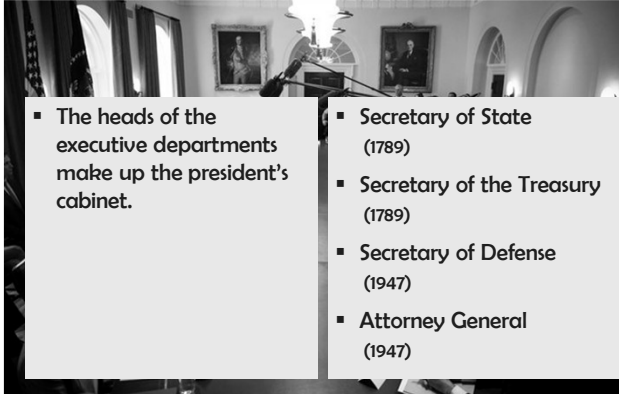 ▪ The heads of the
executive departments
make up the president's
cabinet.
▪ Secretary of State
(1789)
▪ Secretary of the Treasury
(1789)
▪ Secretary of Defense
(1947)
▪ Attorney General
(1947)